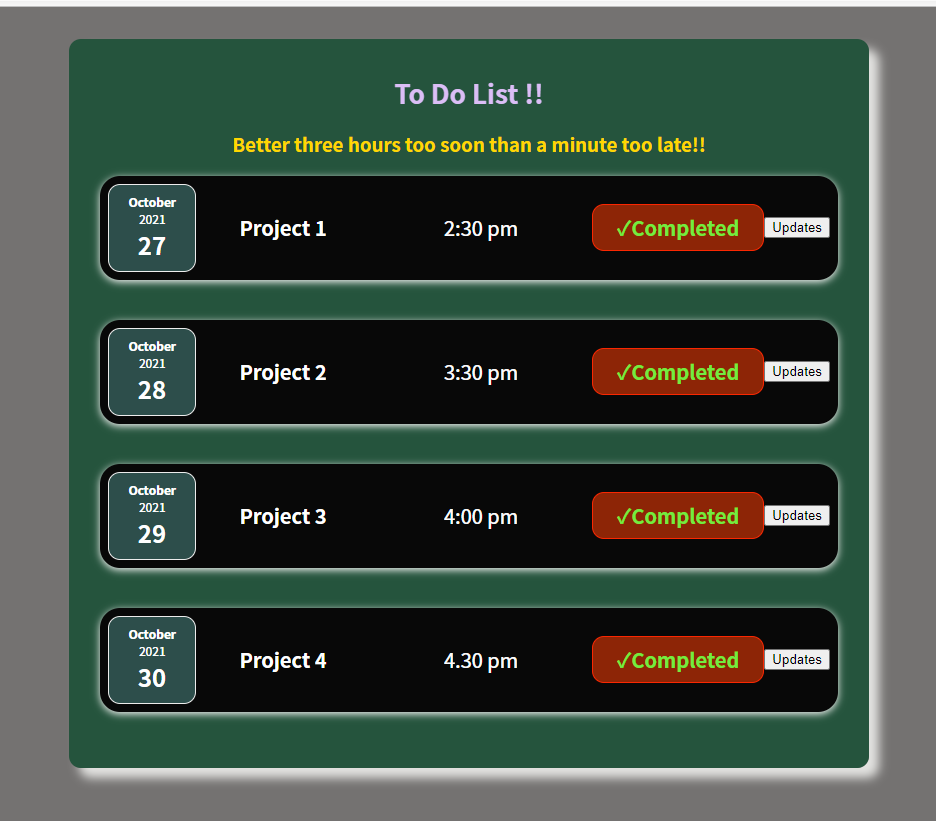 To Do List !!
Better three hours too soon than a minute too late!!
October
2021
27
Project 1
2:30 pm
✓Completed
Updates
October
2021
28
Project 2
3:30 pm
✓Completed
Updates
October
2021
29
Project 3
4:00 pm
✓Completed
Updates
October
2021
30
Project 4
4.30 pm
✓Completed
Updates